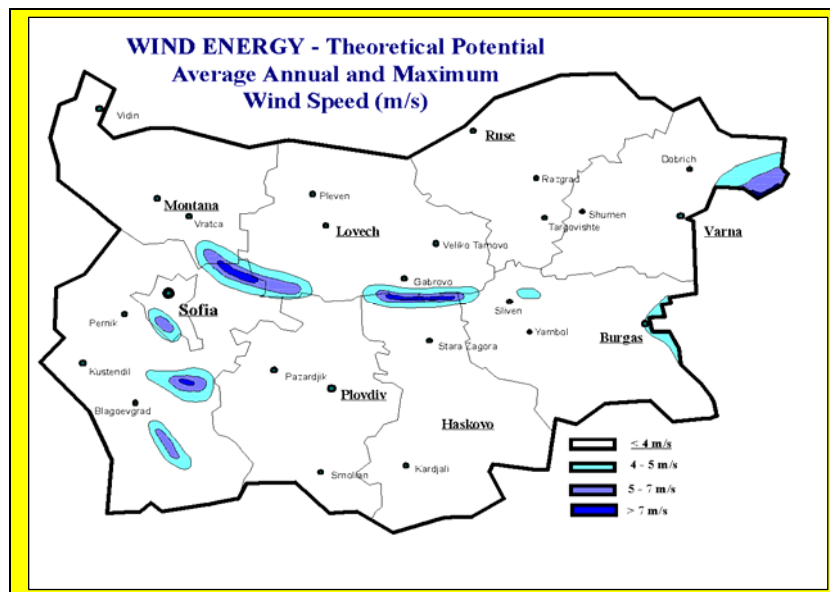 WIND ENERGY - Theoretical Potential
Average Annual and Maximum
Wind Speed (m/s)
Vidin
Ruse
Dobrich
Razgrad
Pleven
Montana
Vratca
Shumen
Targovishte
Varna
Lovech
Veliko Tarnovo
Gabrovo
Sofia
Sliven
Pernik
Yambol
Burgas
Stara Zagora
Kustendil
Pazardjik
Plovdiv
Blagoevgrad
Haskovo
< 4 m/s
4 - 5 m/s
Smolian
Kardjali
5 - 7 m/s
> 7 m/s